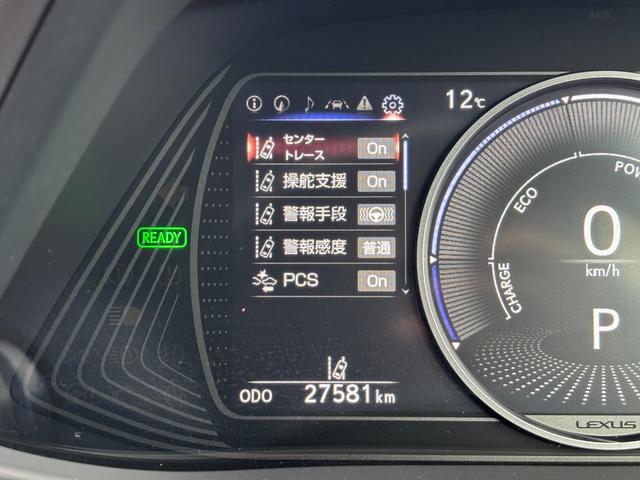 12℃
センター
トレース On
操舵支援 On
警報手段
警報感度 普通
PCS On
READY
ODO 27581 km
CHARGE
ECO
POW
0
km/h
P
LEXUS